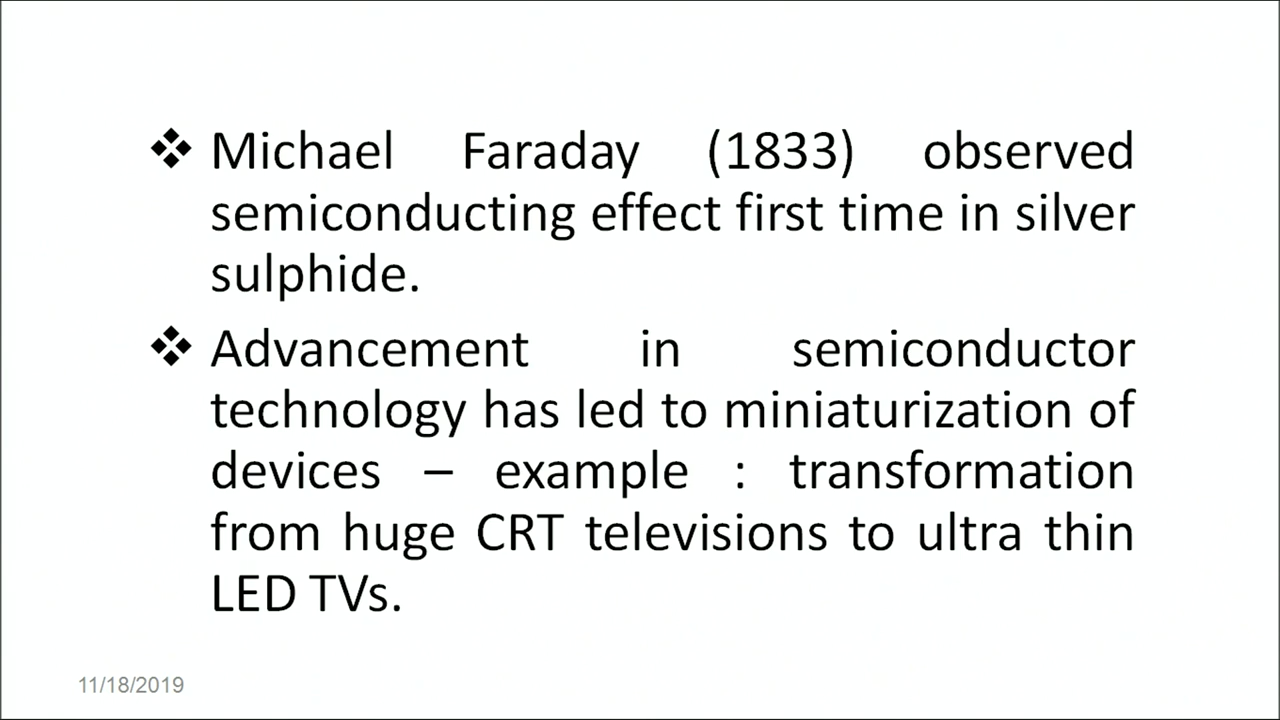 ❖ Michael Faraday (1833) observed
semiconducting effect first time in silver
sulphide.
❖ Advancement in semiconductor
technology has led to miniaturization of
devices – example : transformation
from huge CRT televisions to ultra thin
LED TVs.
11/18/2019